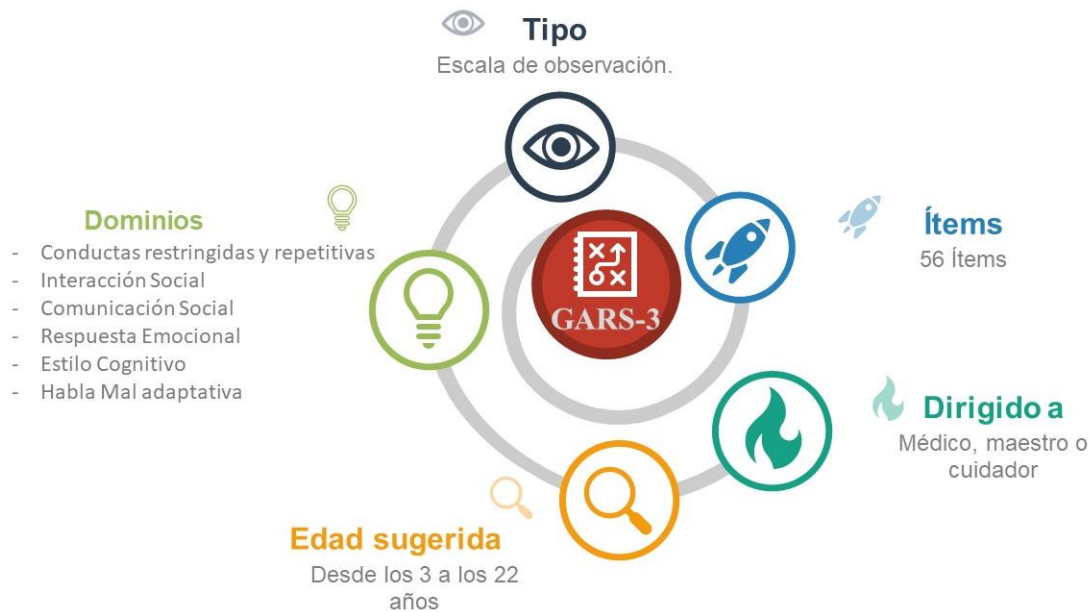 Tipo
Escala de observación.
Ítems
56 Ítems
Dirigido a
Médico, maestro o
cuidador
Edad sugerida
Desde los 3 a los 22
años
Dominios
- Conductas restringidas y repetitivas
- Interacción Social
- Comunicación Social
- Respuesta Emocional
- Estilo Cognitivo
- Habla Mal adaptativa
GARS-3